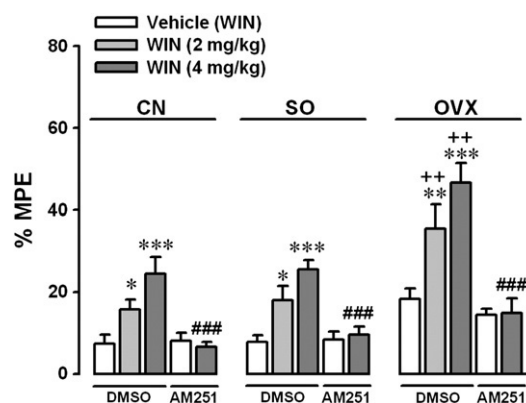 Vehicle (WIN)
WIN (2 mg/kg)
WIN (4 mg/kg)
CN SO OVX
% MPE
80
60
40
20
0
* *** ###
* *** ###
++ ** ++ *** ###
DMSO AM251 DMSO AM251 DMSO AM251